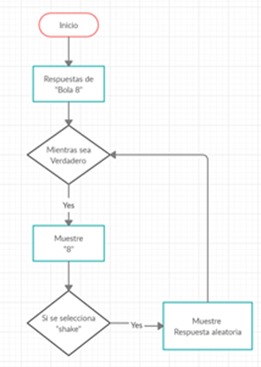 Inicio
Respuestas de
"Bola 8"
Mientras sea
Verdadero
Yes
Muestre
"8"
Si se selecciona
"shake"
Yes
Muestre
Respuesta aleatoria